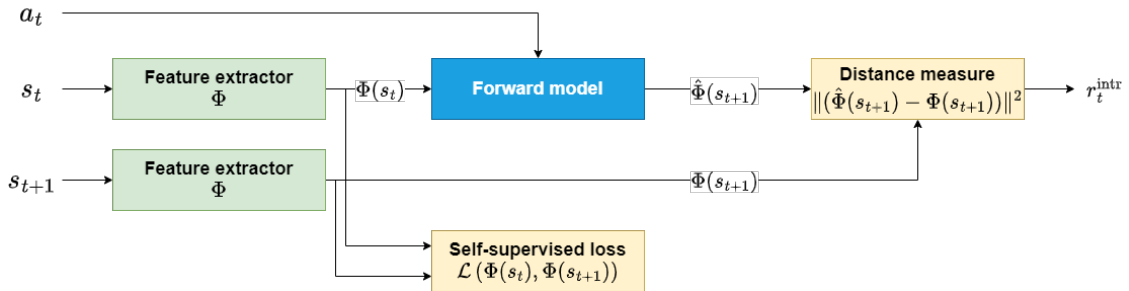 a_t
s_t
Feature extractor
Φ
Φ(s_t)
Forward model
Φ̂(s_{t+1})
Distance measure
‖(Φ̂(s_{t+1}) − Φ(s_{t+1}))‖²
r_t^{intr}
s_{t+1}
Feature extractor
Φ
Φ(s_{t+1})
Self-supervised loss
ℒ (Φ(s_t), Φ(s_{t+1}))